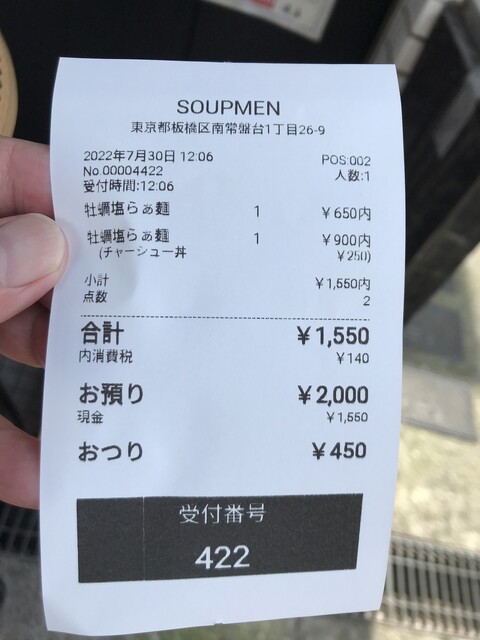 SOUPMEN
東京都板橋区南常盤台1丁目26-9
2022年7月30日 12:06 POS:002
No.00004422 人数:1
受付時間:12:06
牡蠣塩らぁ麺 1 ￥650内
牡蠣塩らぁ麺 1 ￥900内
(チャーシュー丼 ￥250)
小計 ￥1,550内
点数 2
合計 ￥1,550
内消費税 ￥140
お預り ￥2,000
現金 ￥1,550
おつり ￥450
受付番号
422